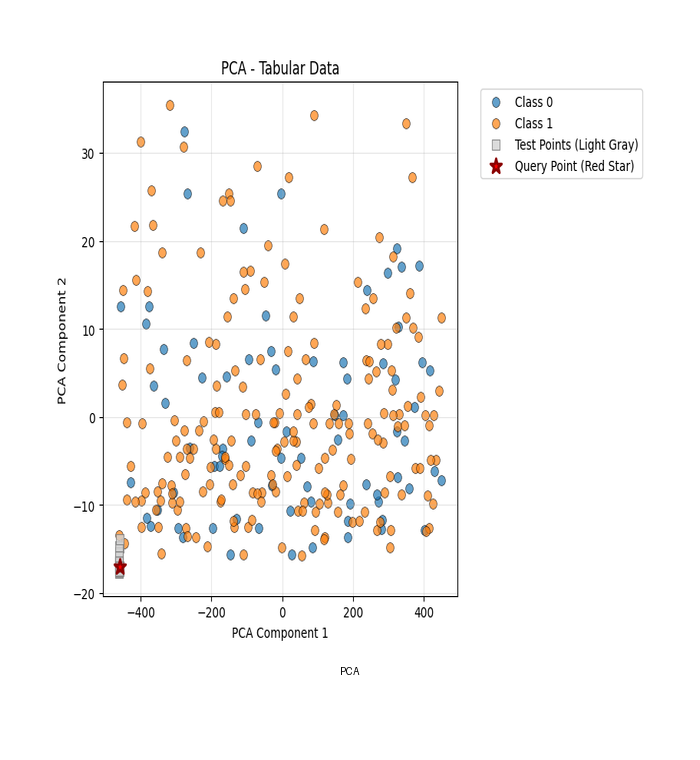 PCA - Tabular Data
Class 0
Class 1
Test Points (Light Gray)
Query Point (Red Star)
PCA Component 2
30
20
10
0
−10
−20
−400
−200
0
200
400
PCA Component 1
PCA